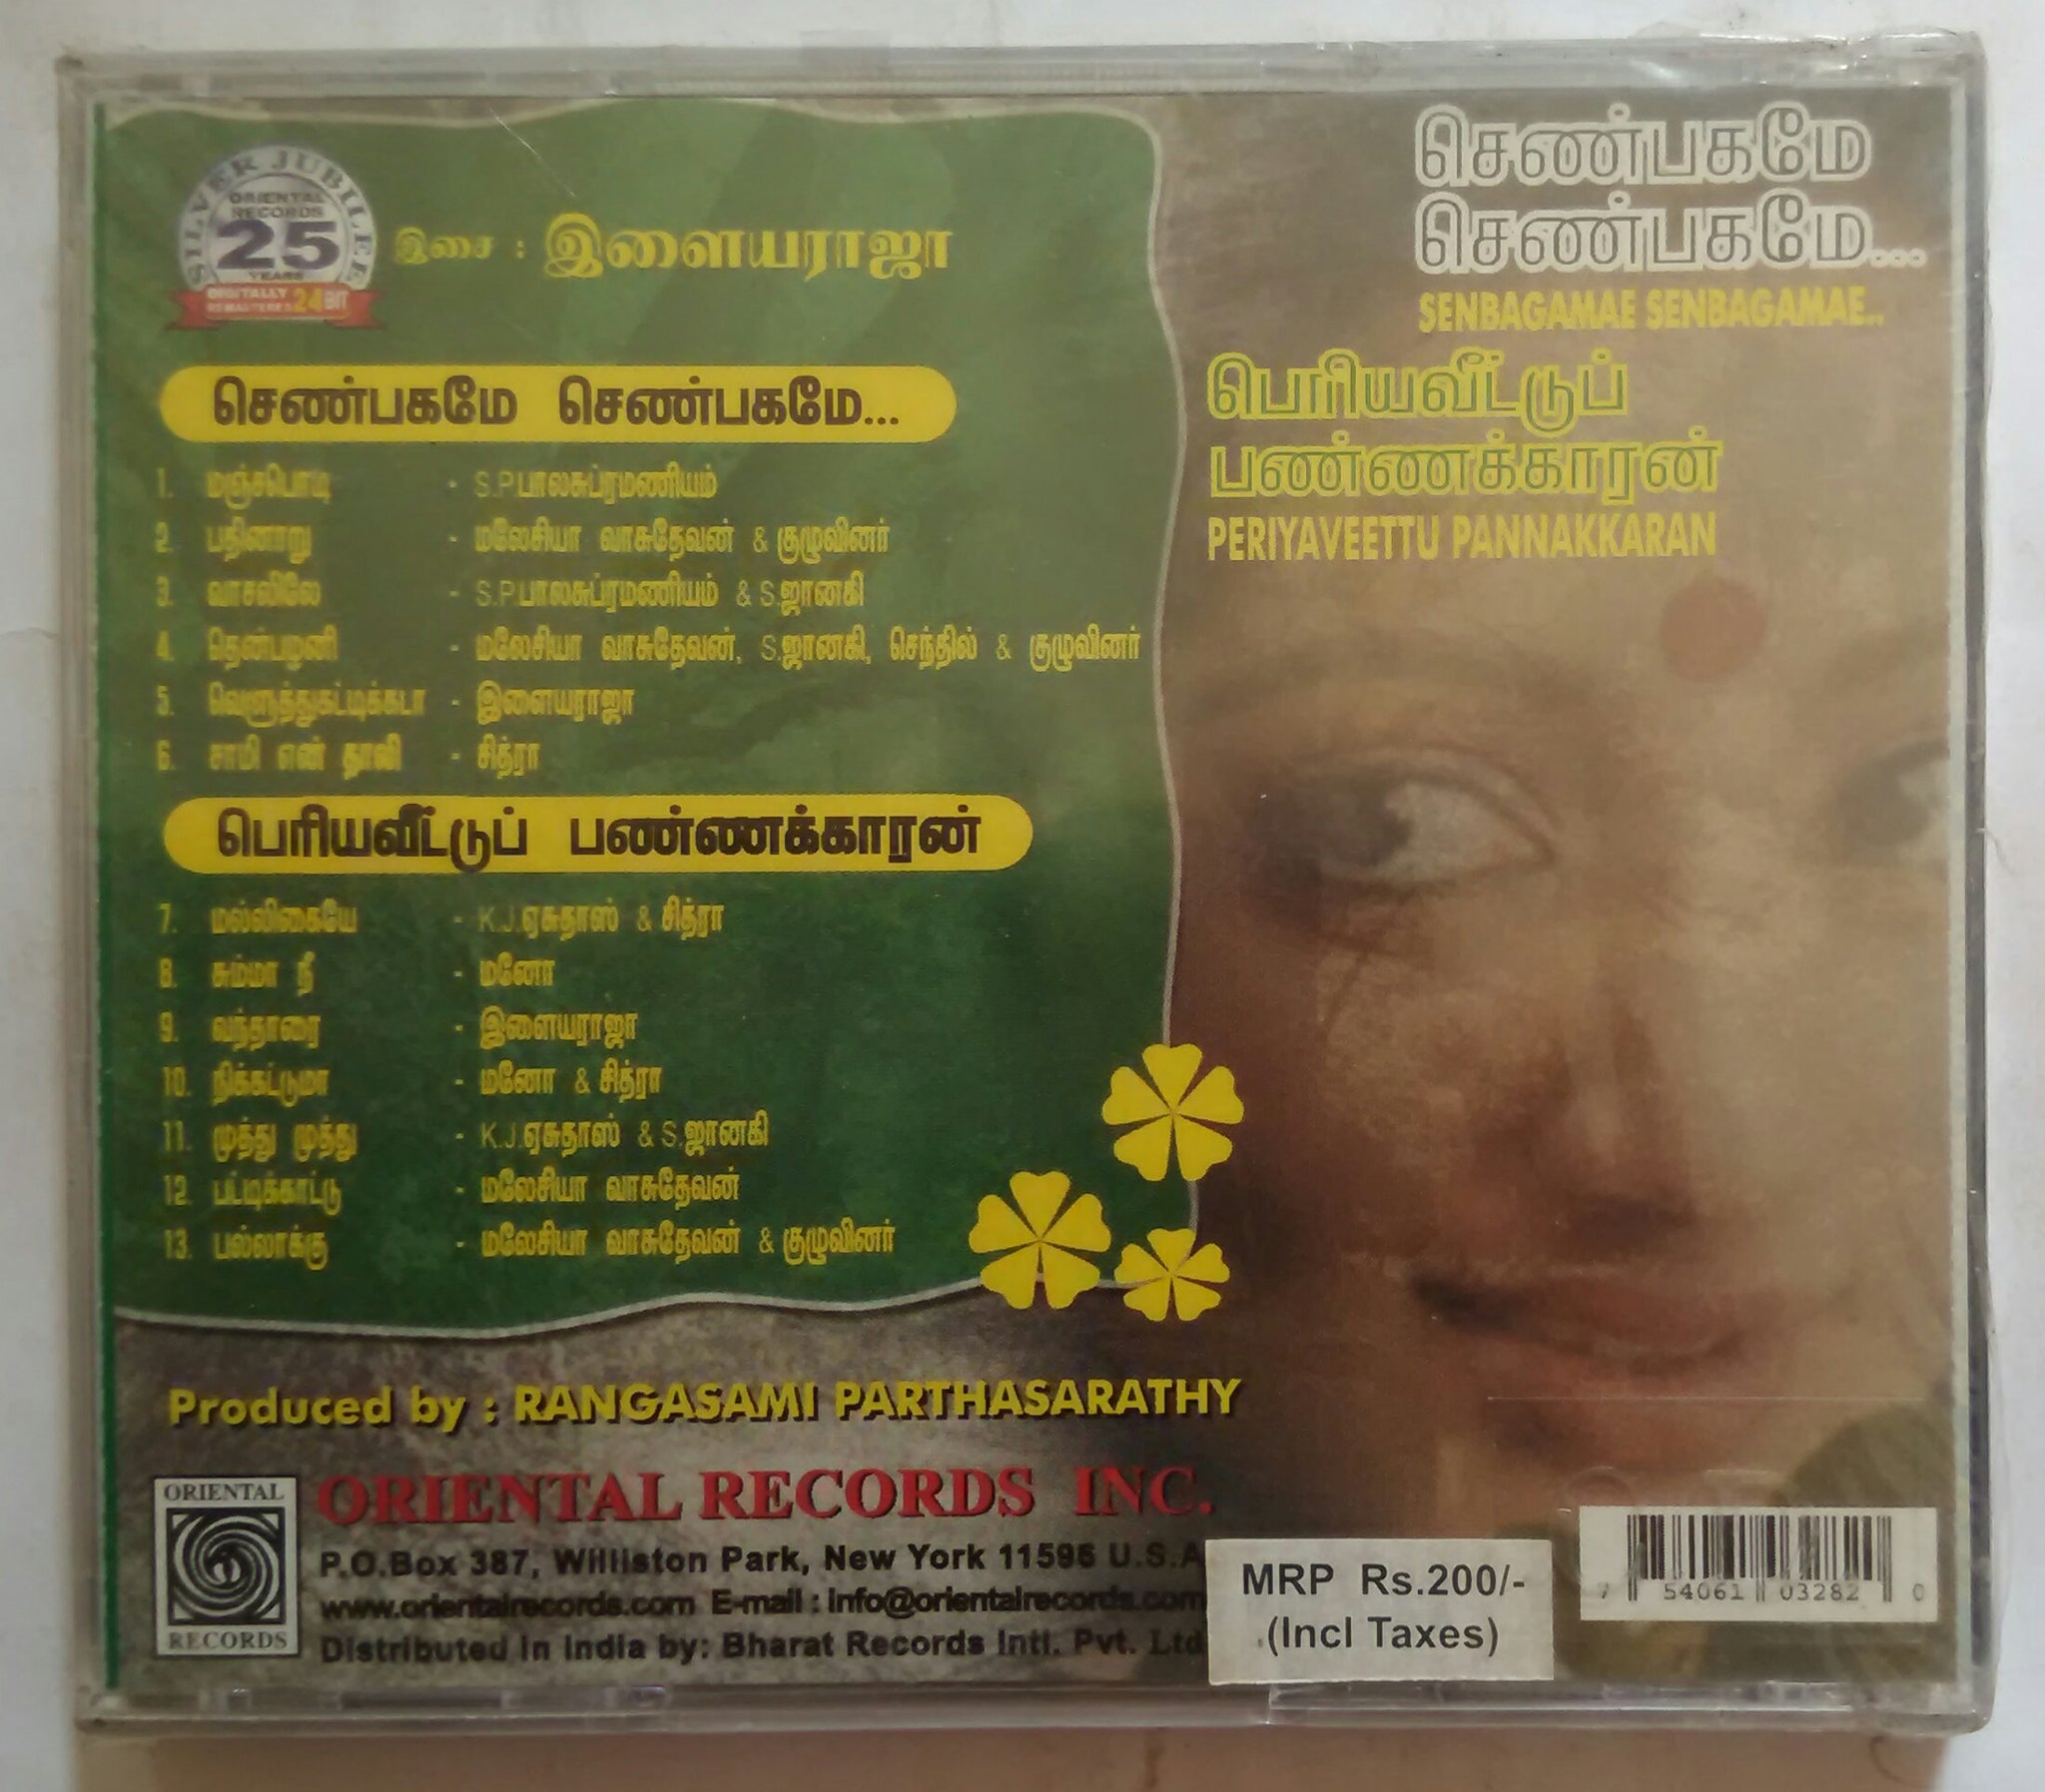 SILVER JUBILEE
ORIENTAL
RECORDS
25
YEARS
DIGITALLY
REMASTERED 24 BIT
இசை : இளையராஜா
செண்பகமே செண்பகமே...
1. மஞ்சபொடி - S.P.பாலசுப்ரமணியம்
2. பதினாறு - மலேசியா வாசுதேவன் & குழுவினர்
3. வாசலிலே - S.P.பாலசுப்ரமணியம் & S.ஜானகி
4. தென்பழனி - மலேசியா வாசுதேவன், S.ஜானகி, செந்தில் & குழுவினர்
5. வெளுத்துகட்டிக்கடா - இளையராஜா
6. சாமி என் தாலி - சித்ரா
பெரியவீட்டுப் பண்ணக்காரன்
7. மல்லிகையே - K.J.ஏசுதாஸ் & சித்ரா
8. சும்மா நீ - மனோ
9. வந்தாரை - இளையராஜா
10. நிக்கட்டுமா - மனோ & சித்ரா
11. முத்து முத்து - K.J.ஏசுதாஸ் & S.ஜானகி
12. பட்டிக்காட்டு - மலேசியா வாசுதேவன்
13. பல்லாக்கு - மலேசியா வாசுதேவன் & குழுவினர்
செண்பகமே
செண்பகமே...
SENBAGAMAE SENBAGAMAE..
பெரியவீட்டுப்
பண்ணக்காரன்
PERIYAVEETTU PANNAKKARAN
Produced by : RANGASAMI PARTHASARATHY
ORIENTAL
RECORDS
ORIENTAL RECORDS INC.
P.O.Box 387, Williston Park, New York 11596 U.S.A
www.orientalrecords.com E-mail : info@orientalrecords.com
Distributed in India by: Bharat Records Intl. Pvt. Ltd
MRP Rs.200/-
(Incl Taxes)
7 54061 03282 0